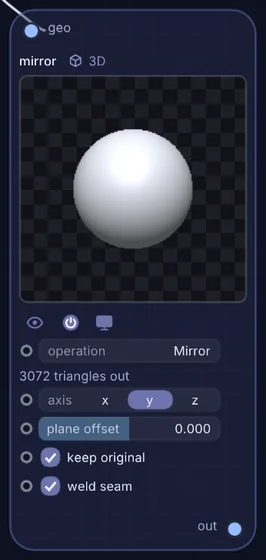 geo
mirror 3D
operation Mirror
3072 triangles out
axis x y z
plane offset 0.000
keep original
weld seam
out